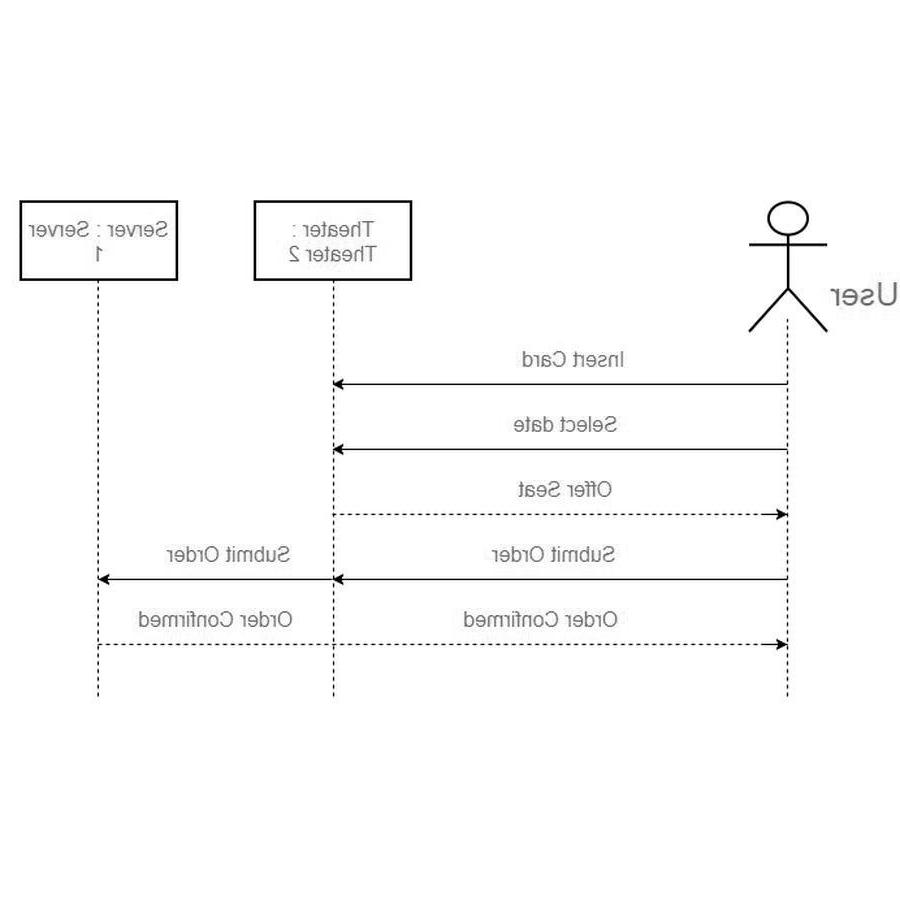 Server : Server
1
Theater :
Theater 2
User
Insert Card
Select date
Offer Seat
Submit Order
Submit Order
Order Confirmed
Order Confirmed